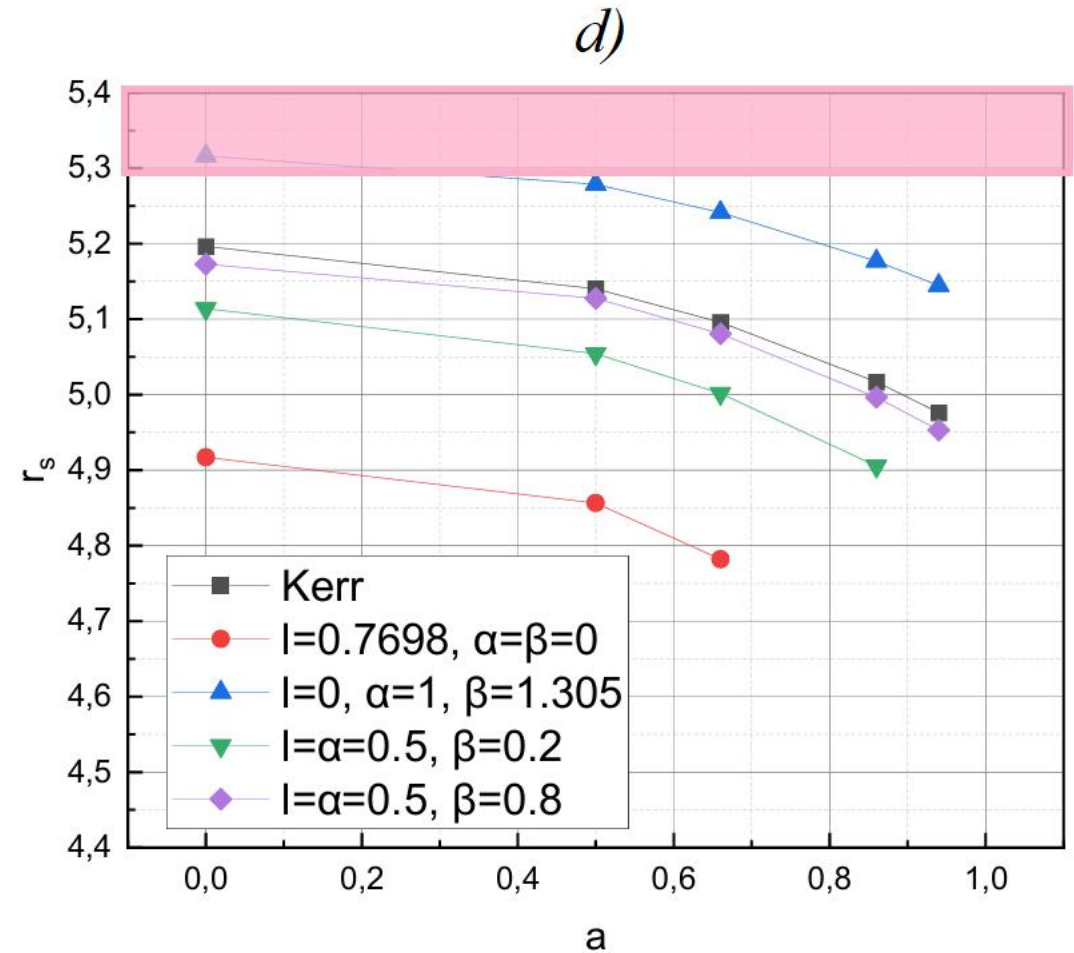 d)
5,4
5,3
5,2
5,1
5,0
4,9
4,8
4,7
4,6
4,5
4,4
r_s
Kerr
l=0.7698, α=β=0
l=0, α=1, β=1.305
l=α=0.5, β=0.2
l=α=0.5, β=0.8
0,0 0,2 0,4 0,6 0,8 1,0
a